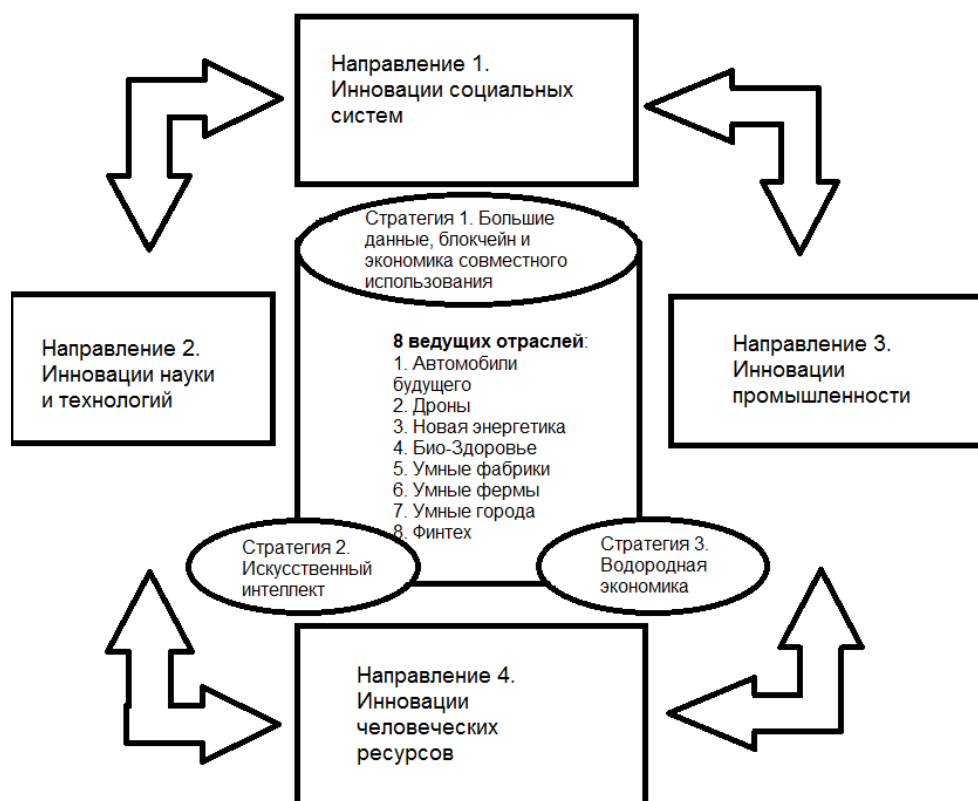 Направление 1.
Инновации социальных
систем
Стратегия 1. Большие
данные, блокчейн и
экономика совместного
использования
Направление 2.
Инновации науки
и технологий
8 ведущих отраслей:
1. Автомобили
будущего
2. Дроны
3. Новая энергетика
4. Био-Здоровье
5. Умные фабрики
6. Умные фермы
7. Умные города
8. Финтех
Направление 3.
Инновации
промышленности
Стратегия 2.
Искусственный
интеллект
Стратегия 3.
Водородная
экономика
Направление 4.
Инновации
человеческих
ресурсов